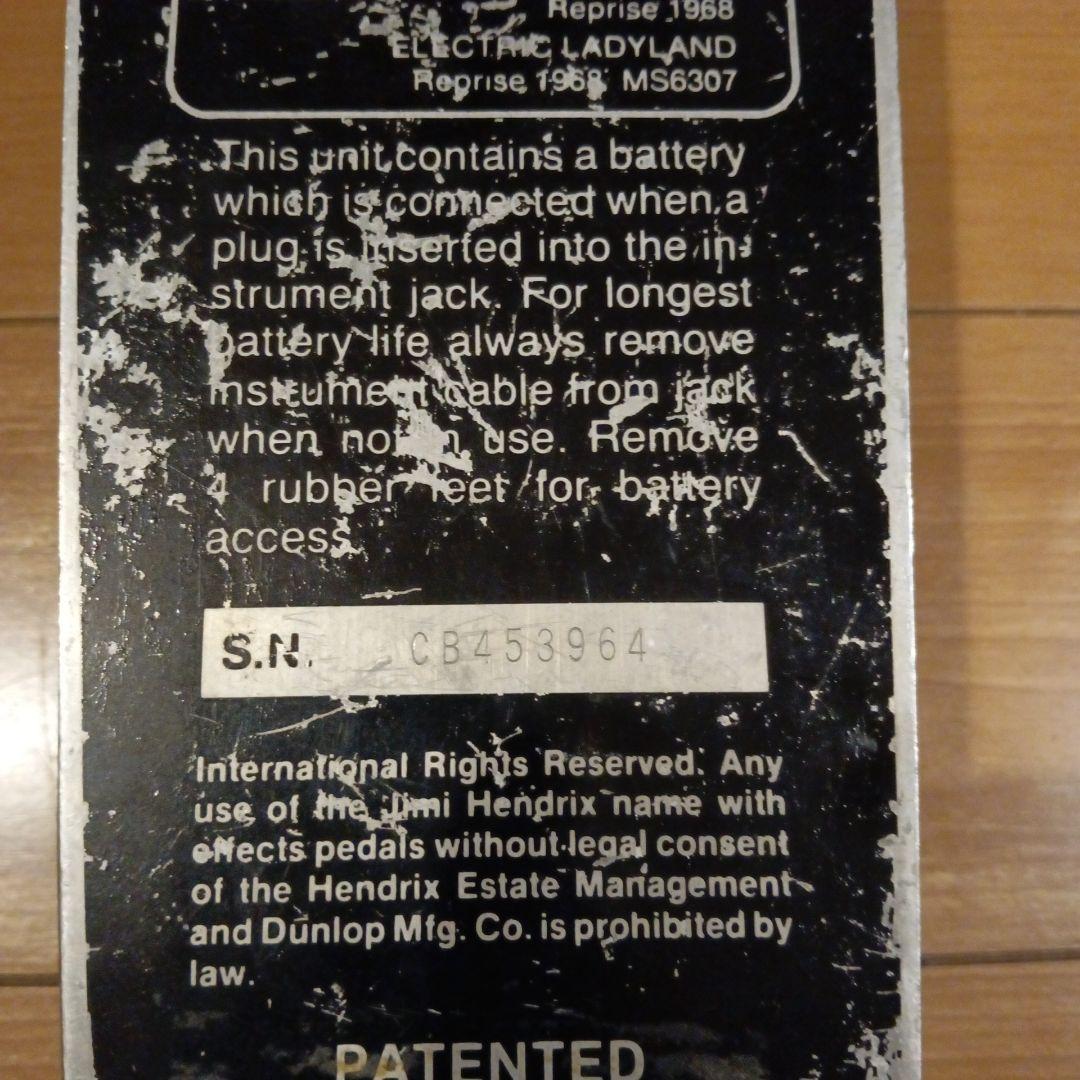 Reprise 1968
ELECTRIC LADYLAND
Reprise 1968 MS6307
This unit contains a battery
which is connected when a
plug is inserted into the in-
strument jack. For longest
battery life always remove
instrument cable from jack
when not in use. Remove
4 rubber feet for battery
access.
S.N. CB453964
International Rights Reserved. Any
use of the Jimi Hendrix name with
effects pedals without legal consent
of the Hendrix Estate Management
and Dunlop Mfg. Co. is prohibited by
law.
PATENTED